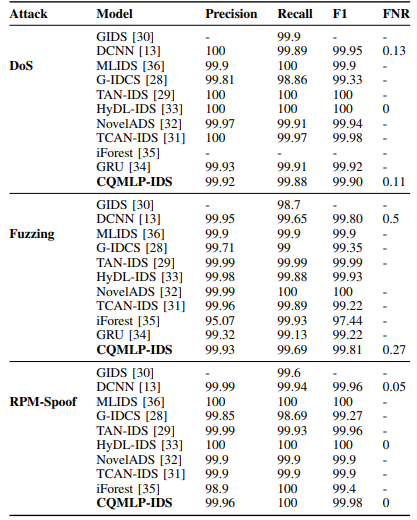 Attack Model Precision Recall F1 FNR
GIDS [30] - 99.9 - -
DCNN [13] 100 99.89 99.95 0.13
DoS MLIDS [36] 99.9 100 99.9 -
G-IDCS [28] 99.81 98.86 99.33 -
TAN-IDS [29] 100 100 100 -
HyDL-IDS [33] 100 100 100 0
NovelADS [32] 99.97 99.91 99.94 -
TCAN-IDS [31] 100 99.97 99.98 -
iForest [35] - - - -
GRU [34] 99.93 99.91 99.92 -
CQMLP-IDS 99.92 99.88 99.90 0.11
GIDS [30] - 98.7 - -
DCNN [13] 99.95 99.65 99.80 0.5
Fuzzing MLIDS [36] 99.9 99.9 99.9 -
G-IDCS [28] 99.71 99 99.35 -
TAN-IDS [29] 99.99 99.99 99.99 -
HyDL-IDS [33] 99.98 99.88 99.93
NovelADS [32] 99.99 100 100 -
TCAN-IDS [31] 99.96 99.89 99.22 -
iForest [35] 95.07 99.93 97.44 -
GRU [34] 99.32 99.13 99.22 -
CQMLP-IDS 99.93 99.69 99.81 0.27
GIDS [30] - 99.6 - -
DCNN [13] 99.99 99.94 99.96 0.05
RPM-Spoof MLIDS [36] 100 100 100 -
G-IDCS [28] 99.85 98.69 99.27 -
TAN-IDS [29] 99.99 99.93 99.96 -
HyDL-IDS [33] 100 100 100 0
NovelADS [32] 99.9 99.9 99.9 -
TCAN-IDS [31] 99.9 99.9 99.9 -
iForest [35] 98.9 100 99.4 -
CQMLP-IDS 99.96 100 99.98 0